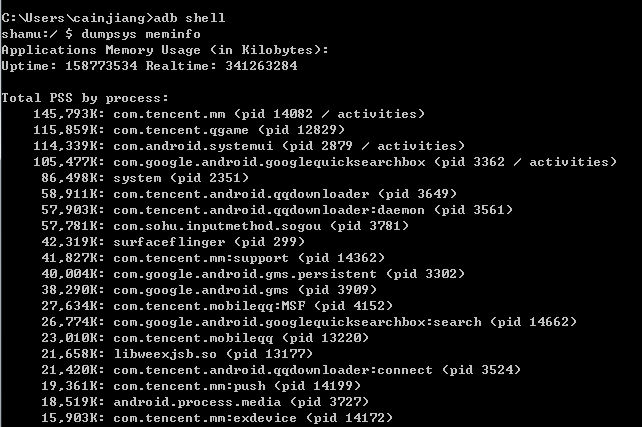 C:\Users\cainjiang>adb shell
shamu:/ $ dumpsys meminfo
Applications Memory Usage (in Kilobytes):
Uptime: 158773534 Realtime: 341263284
Total PSS by process:
145,793K: com.tencent.mm (pid 14082 / activities)
115,859K: com.tencent.qgame (pid 12829)
114,339K: com.android.systemui (pid 2879 / activities)
105,477K: com.google.android.googlequicksearchbox (pid 3362 / activities)
86,498K: system (pid 2351)
58,911K: com.tencent.android.qqdownloader (pid 3649)
57,903K: com.tencent.android.qqdownloader:daemon (pid 3561)
57,781K: com.sohu.inputmethod.sogou (pid 3781)
42,319K: surfaceflinger (pid 299)
41,827K: com.tencent.mm:support (pid 14362)
40,004K: com.google.android.gms.persistent (pid 3302)
38,290K: com.google.android.gms (pid 3909)
27,634K: com.tencent.mobileqq:MSF (pid 4152)
26,774K: com.google.android.googlequicksearchbox:search (pid 14662)
23,010K: com.tencent.mobileqq (pid 13220)
21,658K: libweexjsb.so (pid 13177)
21,420K: com.tencent.android.qqdownloader:connect (pid 3524)
19,361K: com.tencent.mm:push (pid 14199)
18,519K: android.process.media (pid 3727)
15,903K: com.tencent.mm:exdevice (pid 14172)